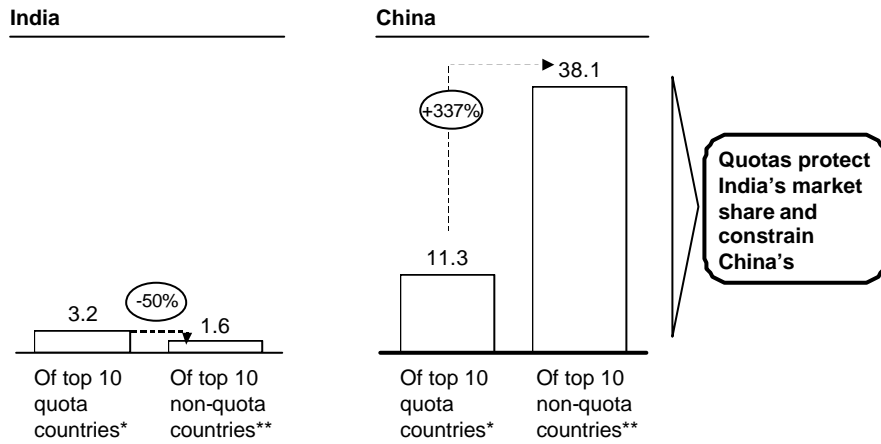 India
China
38.1
+337%
Quotas protect
India's market
share and
constrain
China's
11.3
-50%
3.2
1.6
Of top 10
quota
countries*
Of top 10
non-quota
countries**
Of top 10
quota
countries*
Of top 10
non-quota
countries**